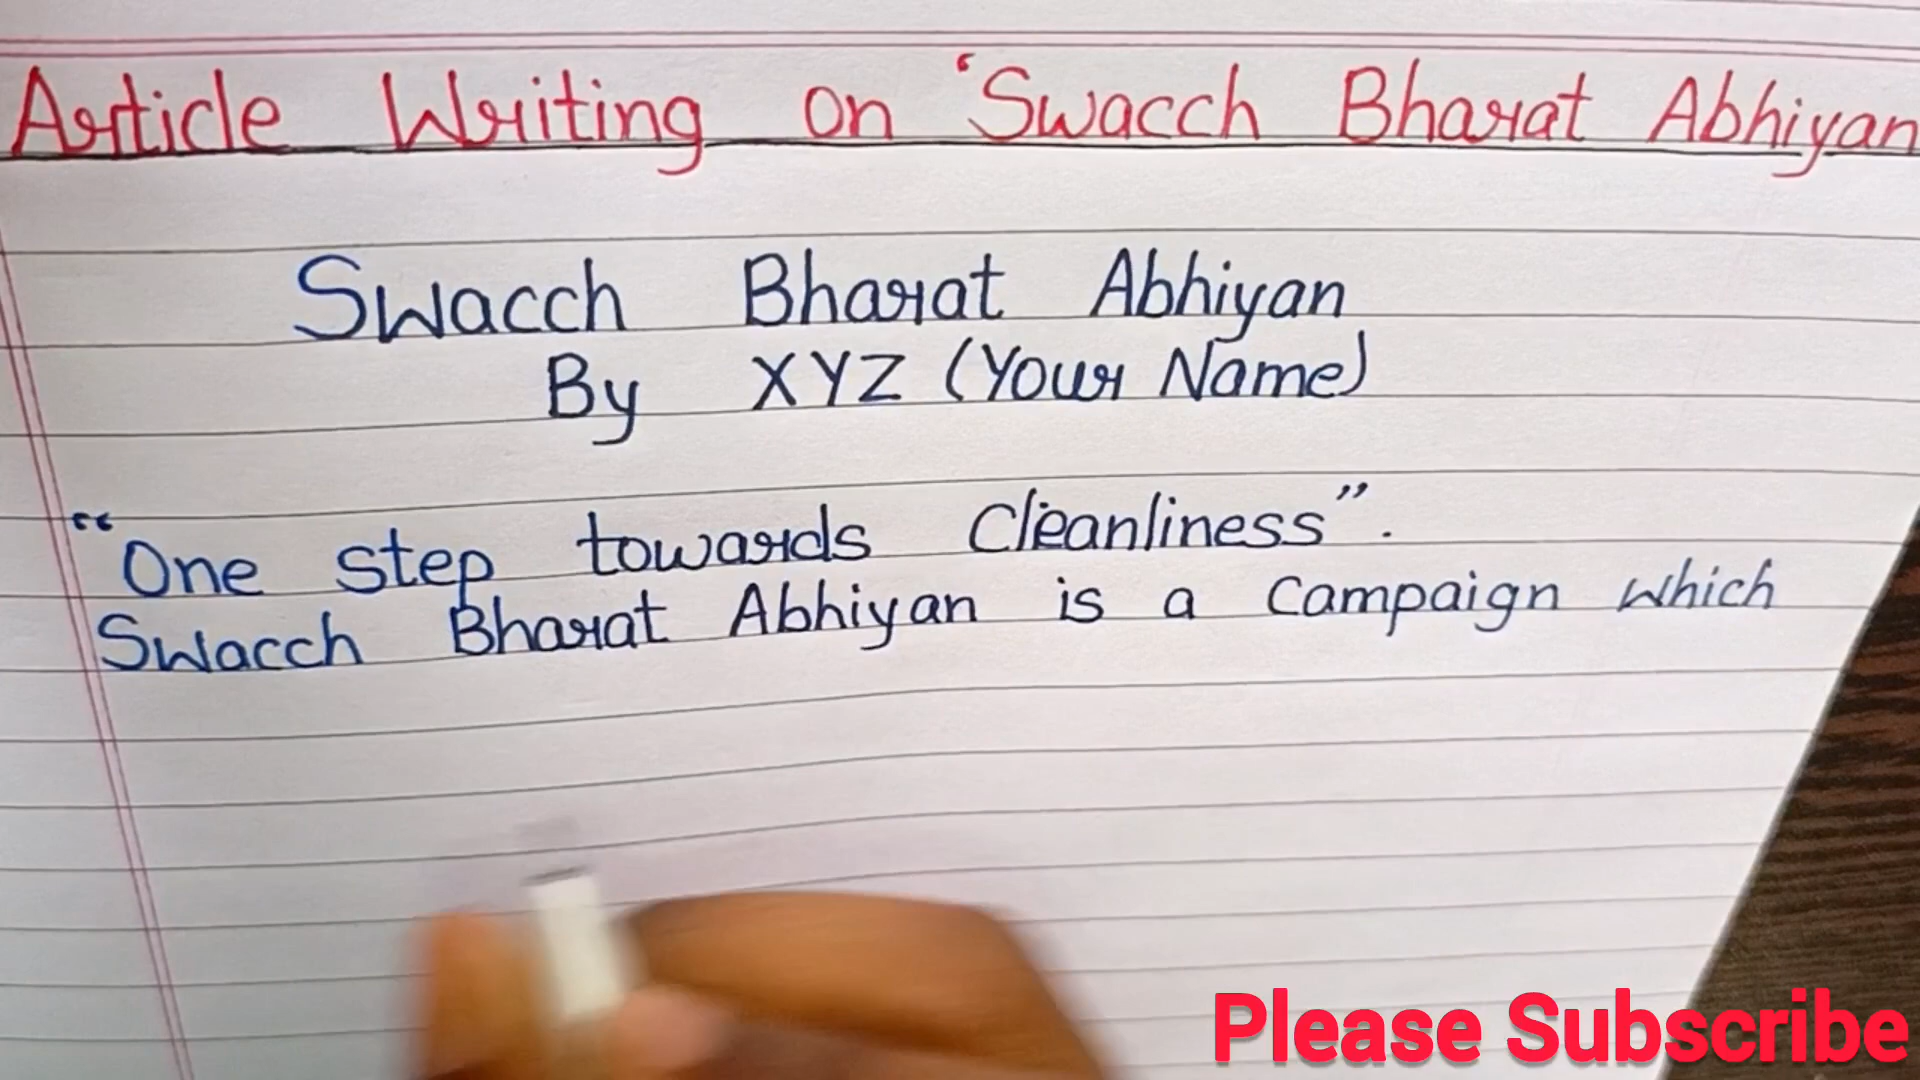 Article Writing on 'Swacch Bharat Abhiyan
Swacch Bharat Abhiyan
By XYZ (Your Name)
“One step towards Cleanliness”.
Swacch Bharat Abhiyan is a campaign which
Please Subscribe